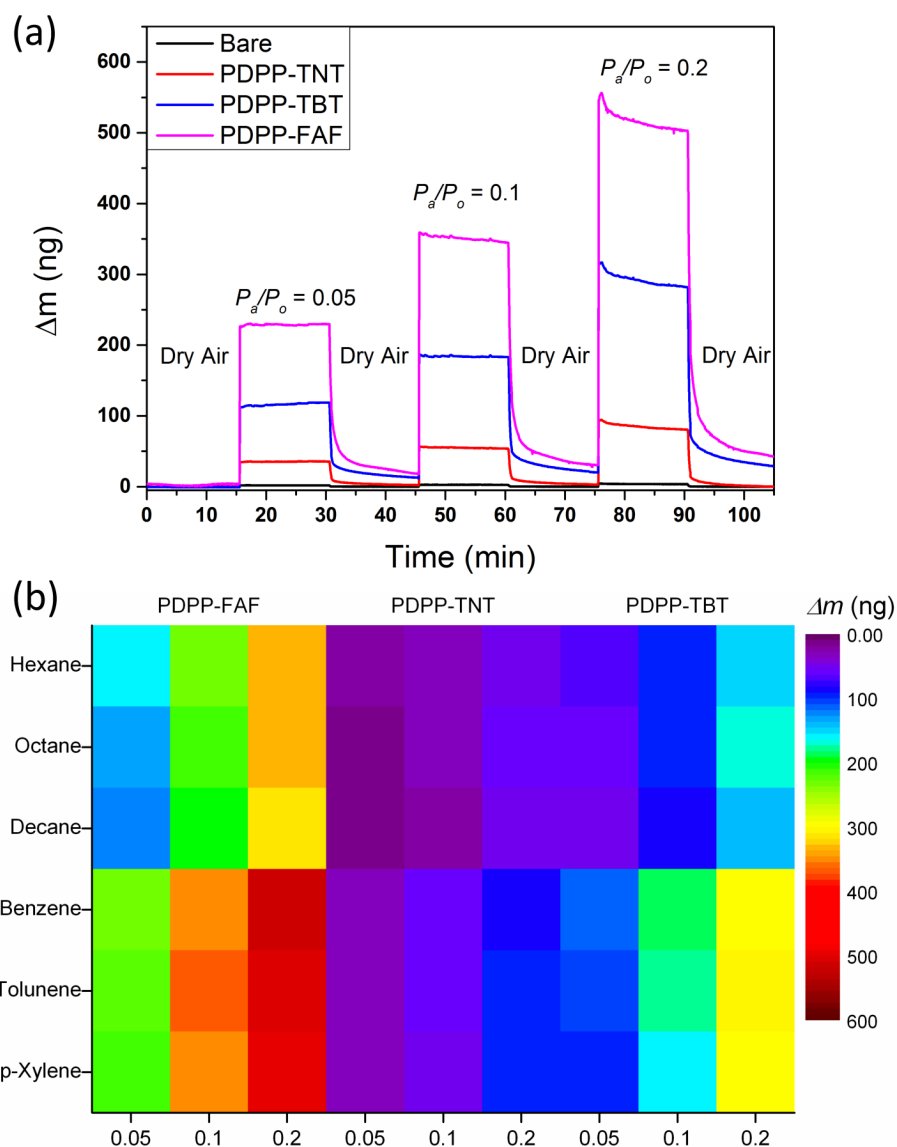 (a)
Bare
PDPP-TNT
PDPP-TBT
PDPP-FAF
Pa/Po = 0.2
Pa/Po = 0.1
Pa/Po = 0.05
Dry Air Dry Air Dry Air Dry Air
600
500
400
300
200
100
0
Δm (ng)
0 10 20 30 40 50 60 70 80 90 100
Time (min)
(b)
PDPP-FAF PDPP-TNT PDPP-TBT Δm (ng)
Hexane
Octane
Decane
Benzene
Tolunene
p-Xylene
0.05 0.1 0.2 0.05 0.1 0.2 0.05 0.1 0.2
0.00
100
200
300
400
500
600